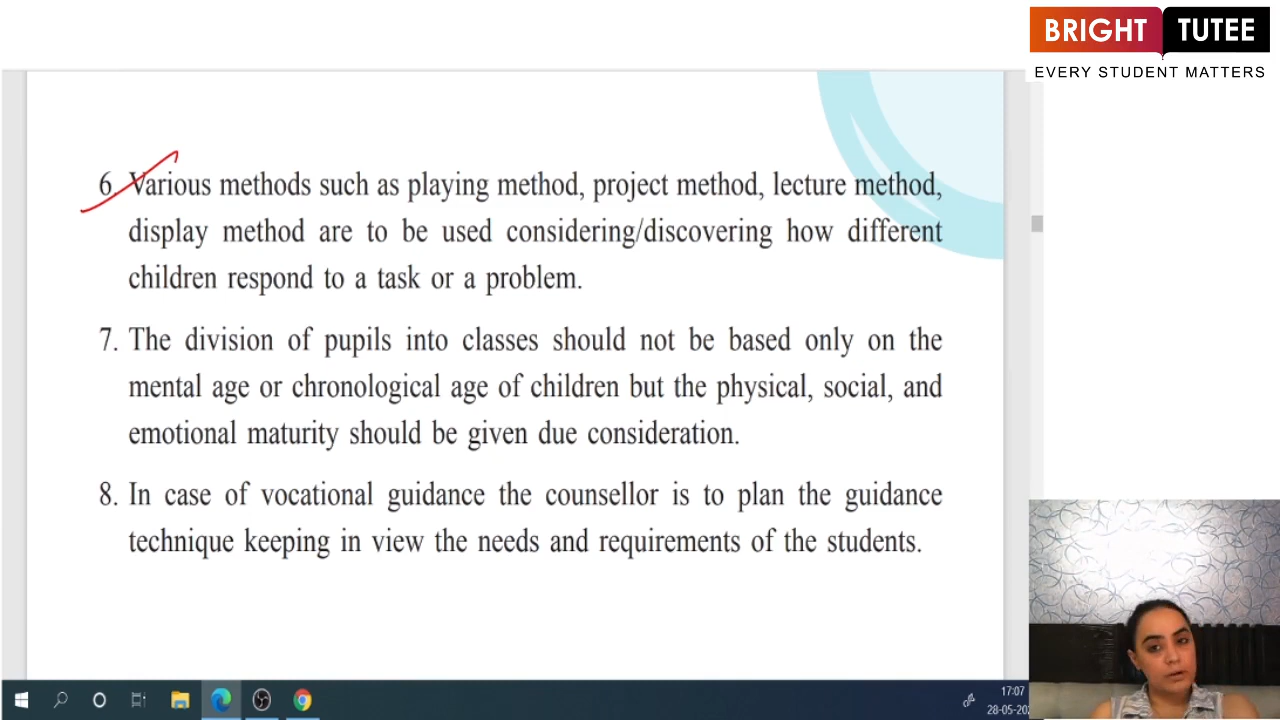 BRIGHT TUTEE
EVERY STUDENT MATTERS
6. Various methods such as playing method, project method, lecture method,
display method are to be used considering/discovering how different
children respond to a task or a problem.
7. The division of pupils into classes should not be based only on the
mental age or chronological age of children but the physical, social, and
emotional maturity should be given due consideration.
8. In case of vocational guidance the counsellor is to plan the guidance
technique keeping in view the needs and requirements of the students.
17:07
28-05-20